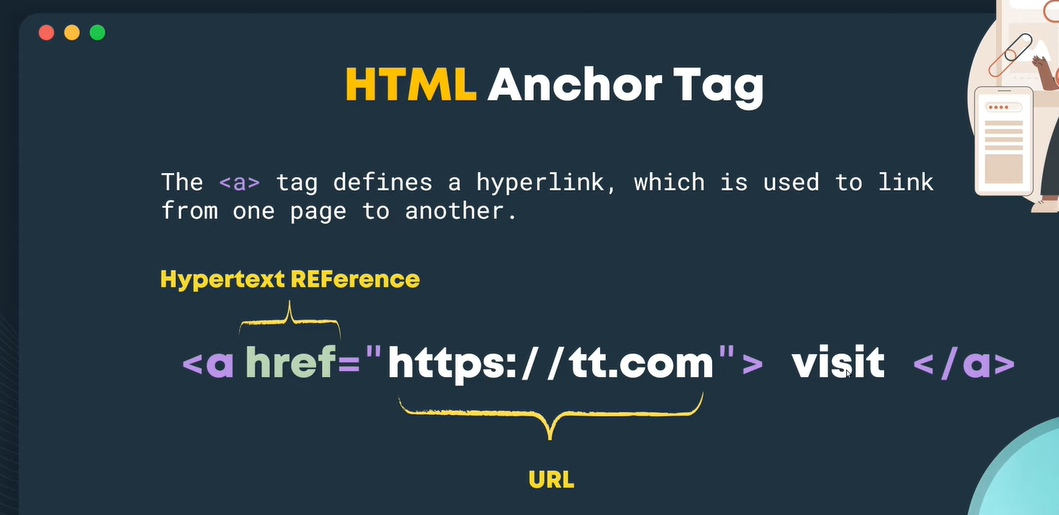 HTML Anchor Tag
The <a> tag defines a hyperlink, which is used to link
from one page to another.
Hypertext REFerence
<a href="https://tt.com"> visit </a>
URL